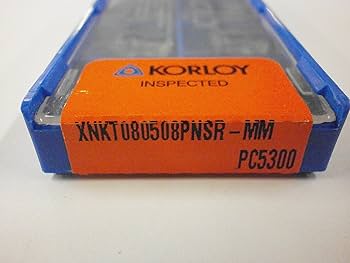 KORLOY
INSPECTED
XNKT080508PNSR-MM
PC5300